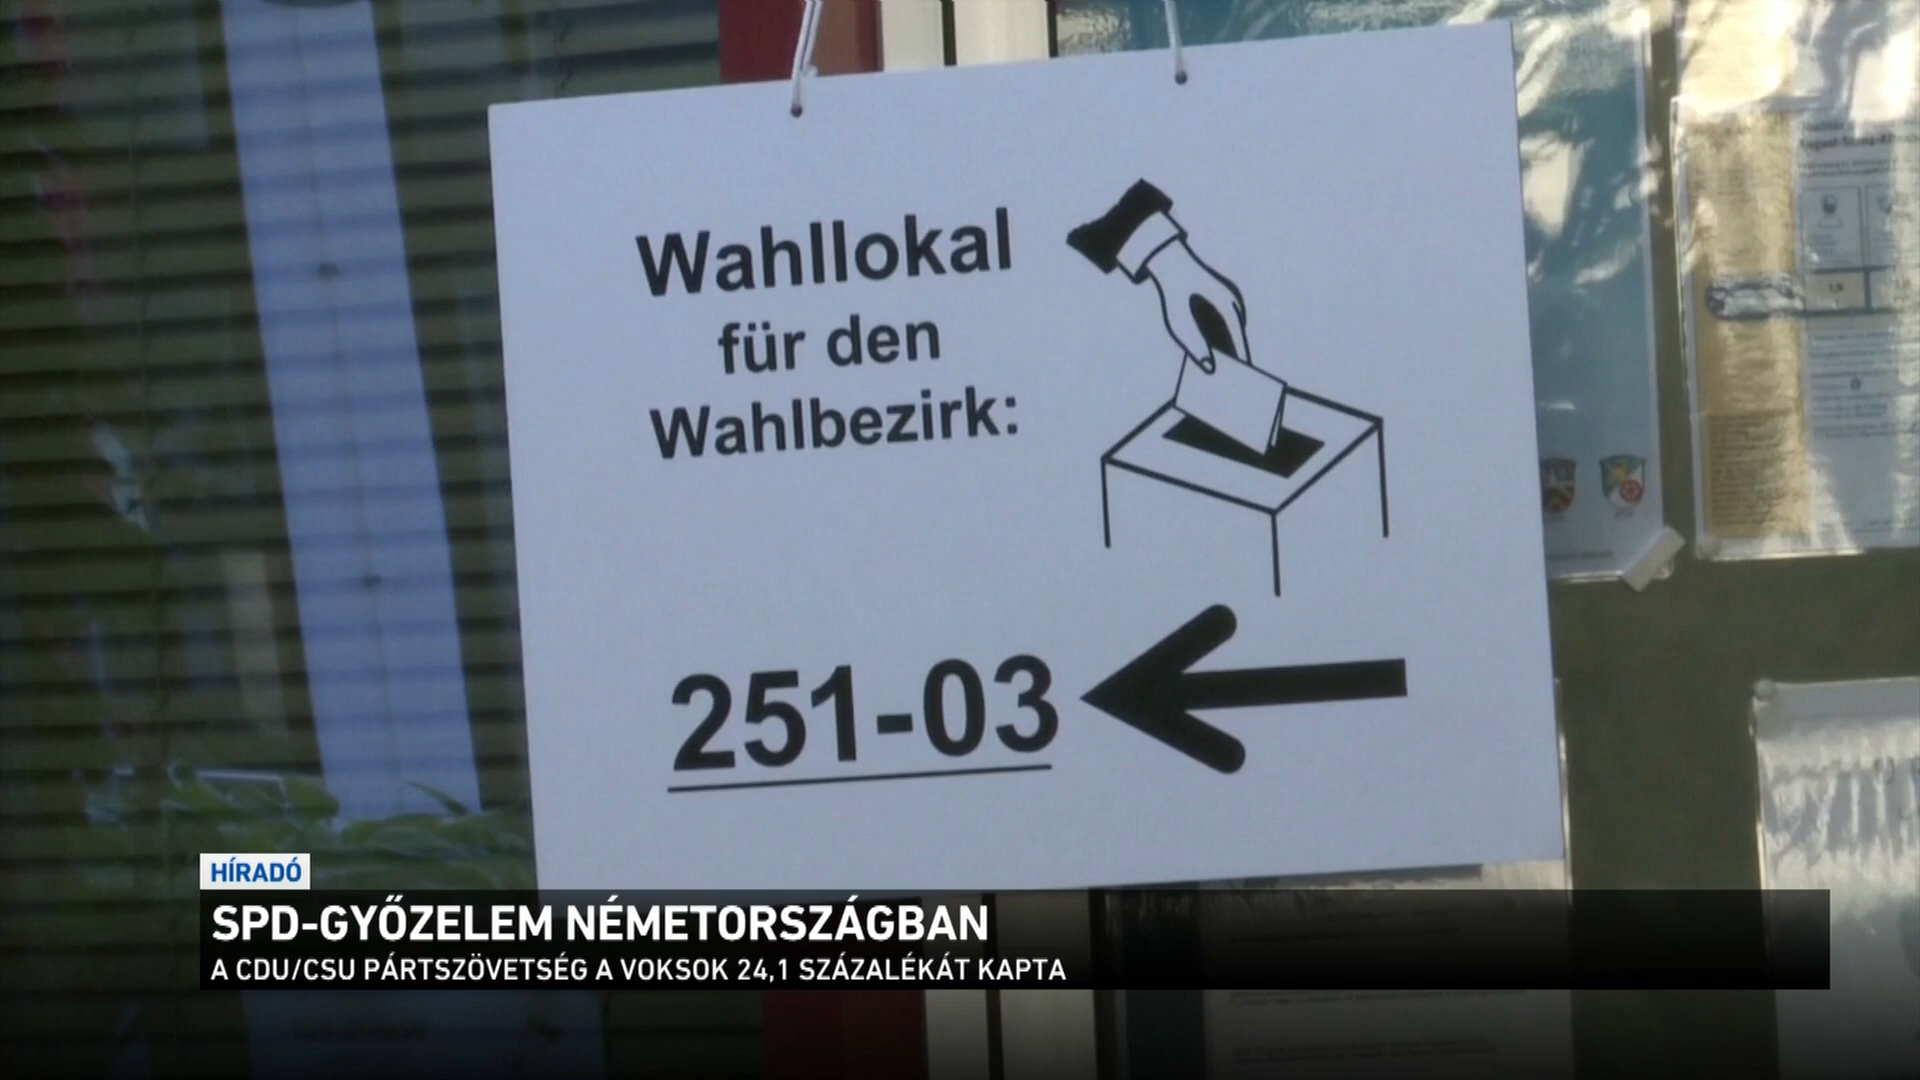 Wahllokal
für den
Wahlbezirk:
251-03
HÍRADÓ
SPD-GYŐZELEM NÉMETORSZÁGBAN
A CDU/CSU PÁRTSZÖVETSÉG A VOKSOK 24,1 SZÁZALÉKÁT KAPTA